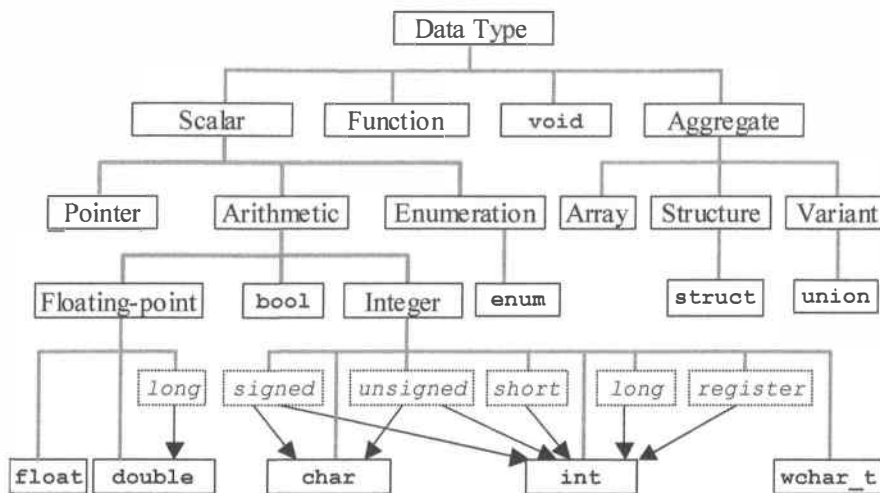 Data Type
Scalar Function void Aggregate
Pointer Arithmetic Enumeration Array Structure Variant
Floating-point bool Integer enum struct union
long signed unsigned short long register
float double char int wchar_t